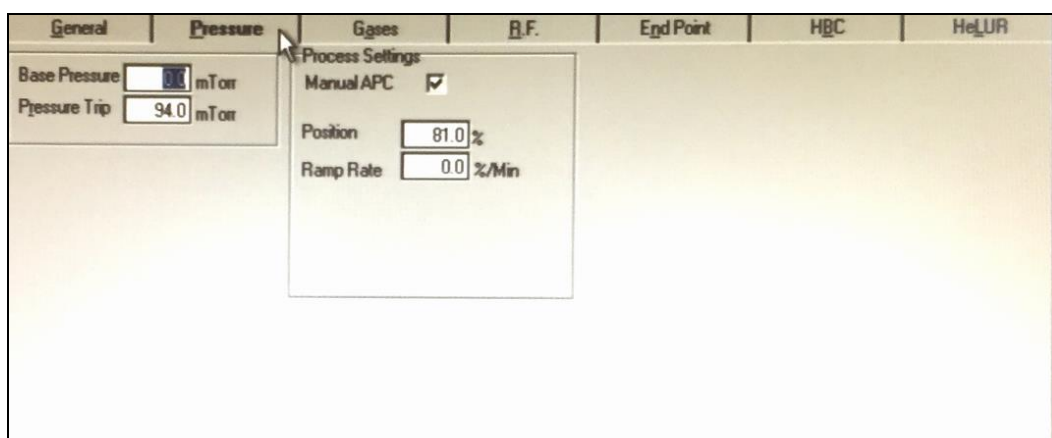 General Pressure Gases R.F. End Point HBC HeLUR
Base Pressure 0.0 mTorr
Pressure Trip 94.0 mTorr
Process Settings
Manual APC
Position 81.0 %
Ramp Rate 0.0 %/Min